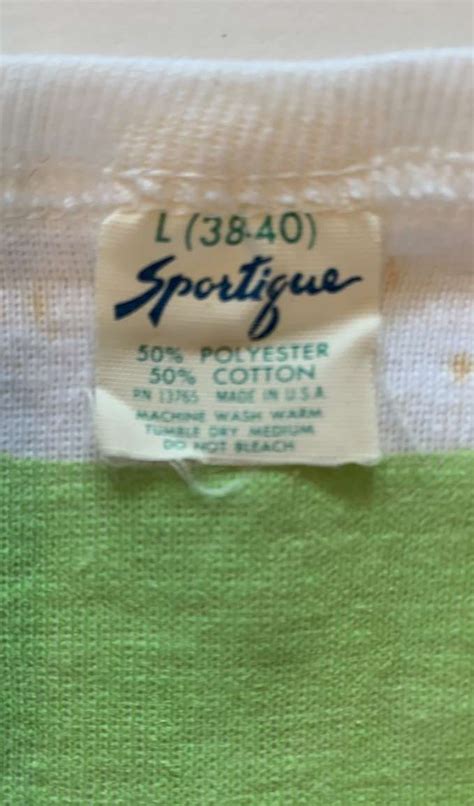 L (38-40)
Sportique
50% POLYESTER
50% COTTON
RN 13765 MADE IN U.S.A.
MACHINE WASH WARM
TUMBLE DRY MEDIUM
DO NOT BLEACH